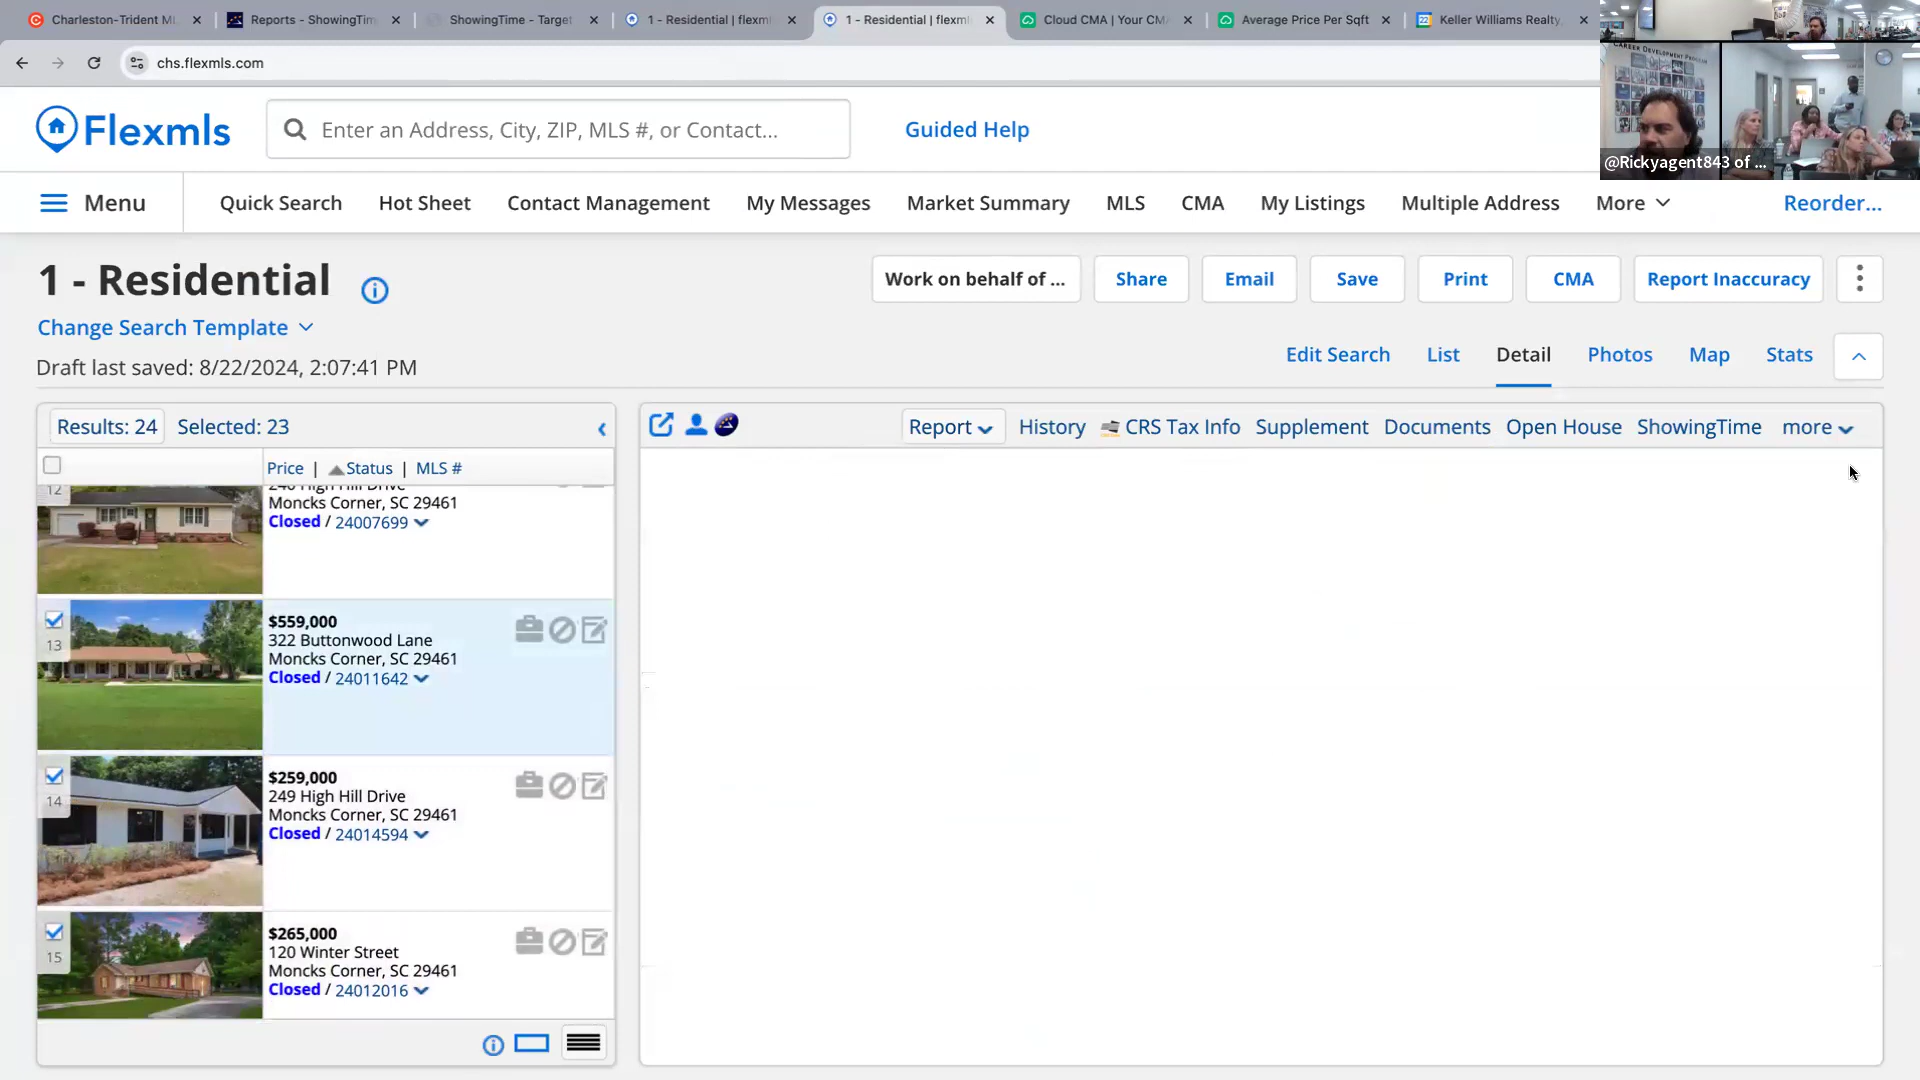 Charleston-Trident M
Reports - ShowingTim
ShowingTime - Target
1 - Residential | flexml
1 - Residential | flexml
Cloud CMA | Your CM
Average Price Per Sqft
Keller Williams Realty,
chs.flexmls.com
CAREER DEVELOPMENT PROGRAM
@Rickyagent843 of ...
Flexmls
Enter an Address, City, ZIP, MLS #, or Contact...
Guided Help
Menu
Quick Search
Hot Sheet
Contact Management
My Messages
Market Summary
MLS
CMA
My Listings
Multiple Address
More
Reorder...
1 - Residential
Work on behalf of ...
Share
Email
Save
Print
CMA
Report Inaccuracy
Change Search Template
Draft last saved: 8/22/2024, 2:07:41 PM
Edit Search
List
Detail
Photos
Map
Stats
Results: 24
Selected: 23
Report
History
CRS Tax Info
Supplement
Documents
Open House
ShowingTime
more
Price | Status | MLS #
12
High Hill Drive
Moncks Corner, SC 29461
Closed / 24007699
13
$559,000
322 Buttonwood Lane
Moncks Corner, SC 29461
Closed / 24011642
14
$259,000
249 High Hill Drive
Moncks Corner, SC 29461
Closed / 24014594
15
$265,000
120 Winter Street
Moncks Corner, SC 29461
Closed / 24012016